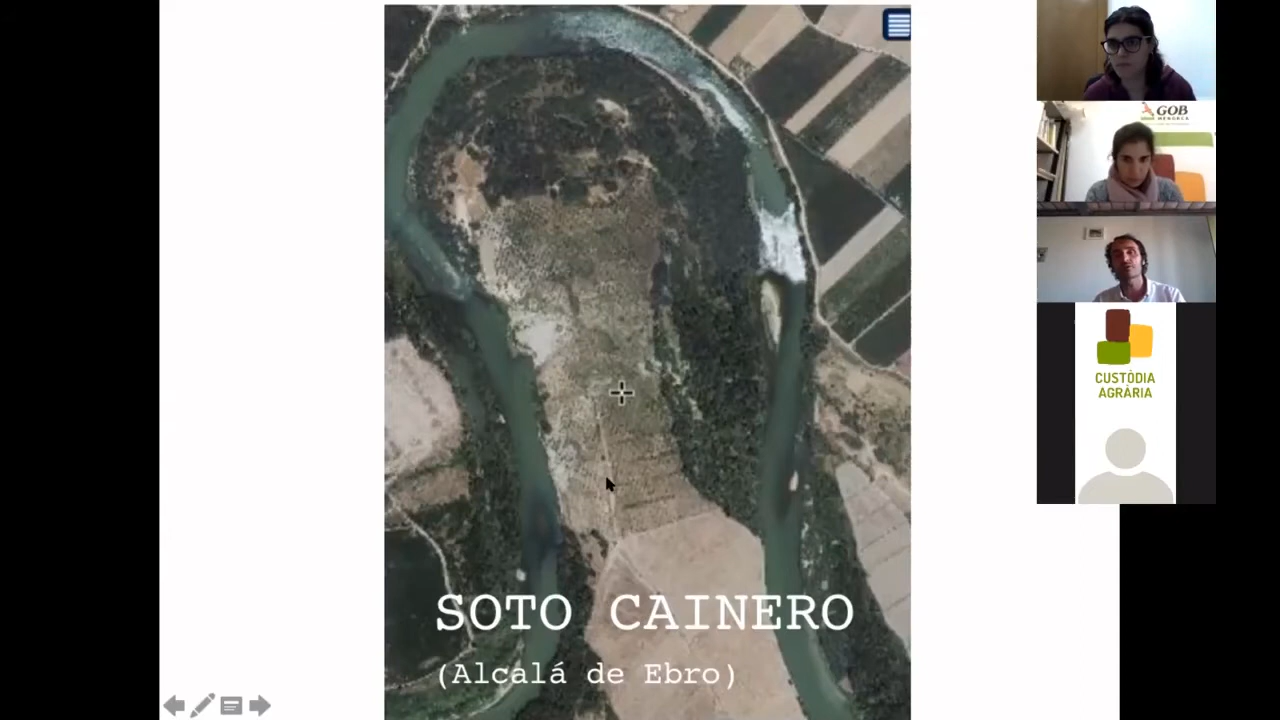 SOTO CAINERO
(Alcalá de Ebro)
GOB
MENORCA
CUSTÒDIA
AGRÀRIA